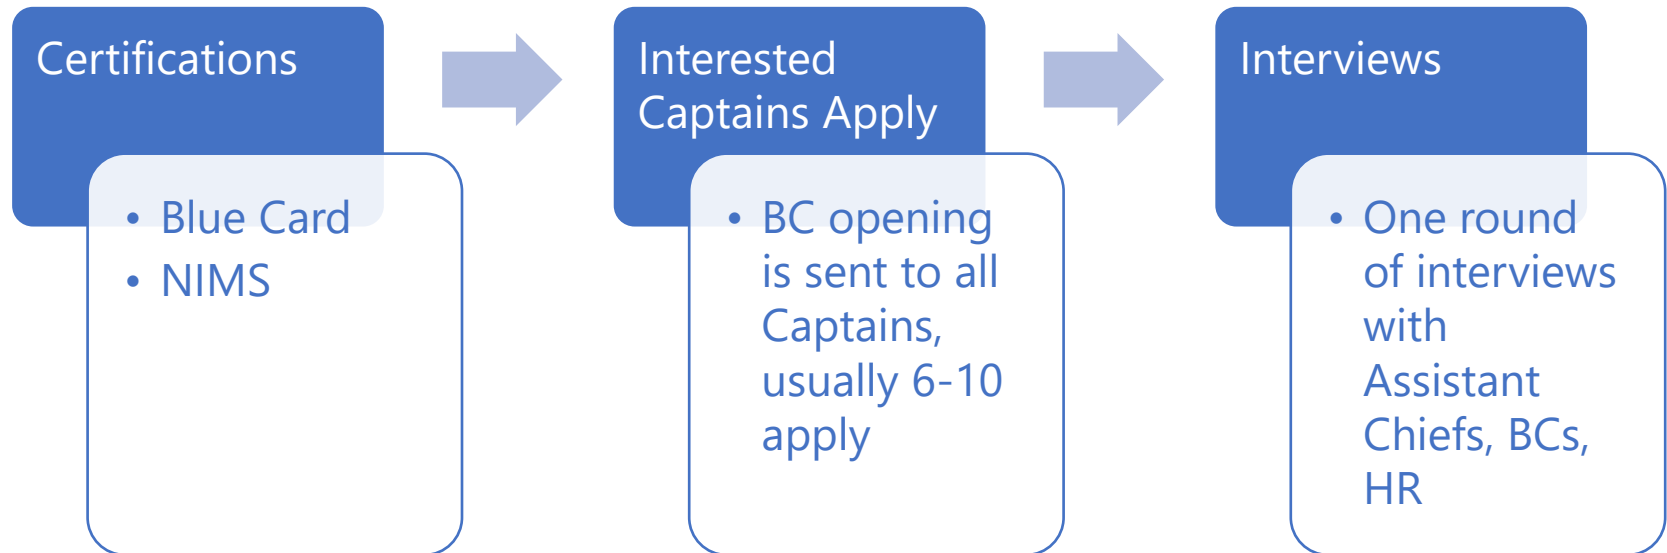 Certifications
• Blue Card
• NIMS
Interested
Captains Apply
• BC opening
is sent to all
Captains,
usually 6-10
apply
Interviews
• One round
of interviews
with
Assistant
Chiefs, BCs,
HR